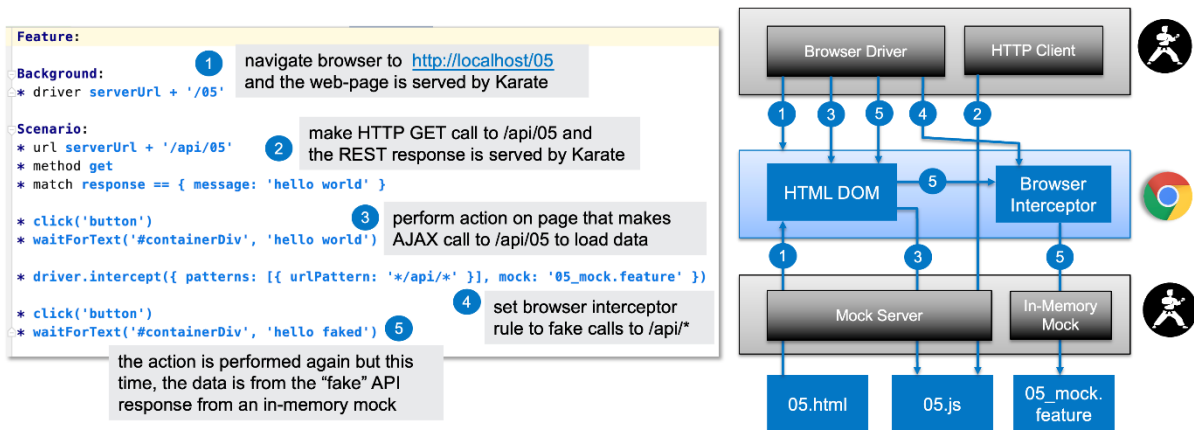 Feature:
1
navigate browser to http://localhost/05
and the web-page is served by Karate
Background:
* driver serverUrl + '/05'
Scenario:
* url serverUrl + '/api/05'
* method get
* match response == { message: 'hello world' }
2
make HTTP GET call to /api/05 and
the REST response is served by Karate
* click('button')
* waitForText('#containerDiv', 'hello world')
3
perform action on page that makes
AJAX call to /api/05 to load data
* driver.intercept({ patterns: [{ urlPattern: '*/api/*' }], mock: '05_mock.feature' })
4
set browser interceptor
rule to fake calls to /api/*
* click('button')
* waitForText('#containerDiv', 'hello faked')
5
the action is performed again but this
time, the data is from the “fake” API
response from an in-memory mock
Browser Driver
HTTP Client
1
3
5
4
2
HTML DOM
5
Browser
Interceptor
1
3
5
Mock Server
In-Memory
Mock
05.html
05.js
05_mock.
feature